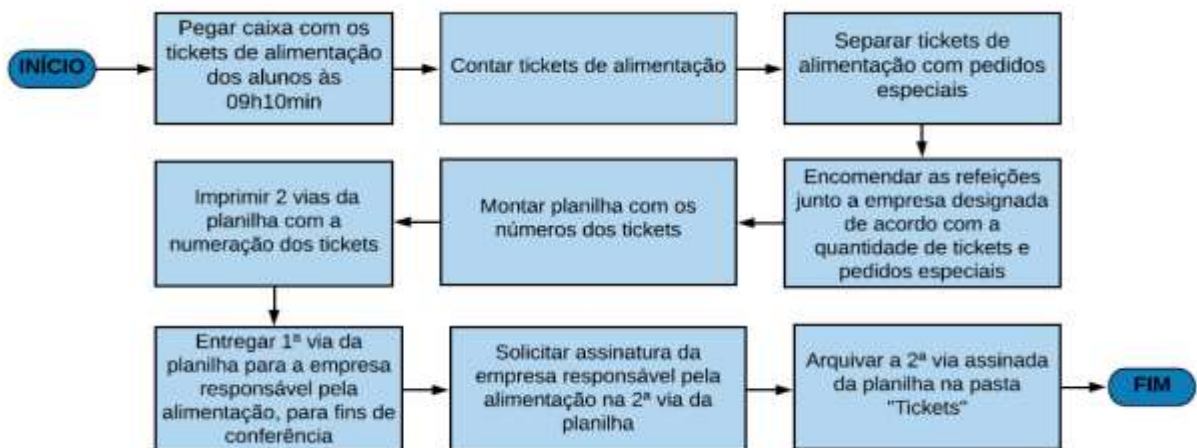 INÍCIO
Pegar caixa com os
tickets de alimentação
dos alunos às
09h10min
Contar tickets de alimentação
Separar tickets de
alimentação com pedidos
especiais
Encomendar as refeições
junto a empresa designada
de acordo com a
quantidade de tickets e
pedidos especiais
Montar planilha com os
números dos tickets
Imprimir 2 vias da
planilha com a
numeração dos tickets
Entregar 1ª via da
planilha para a empresa
responsável pela
alimentação, para fins de
conferência
Solicitar assinatura da
empresa responsável pela
alimentação na 2ª via da
planilha
Arquivar a 2ª via assinada
da planilha na pasta
"Tickets"
FIM